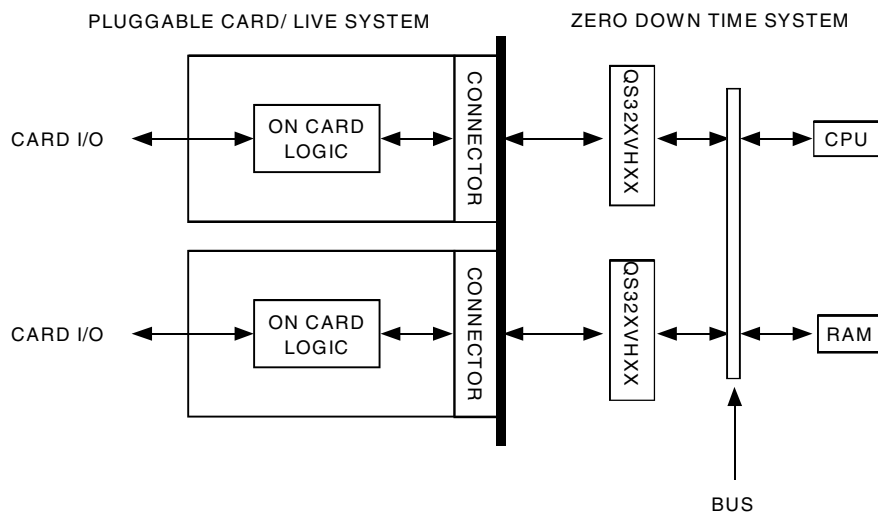 PLUGGABLE CARD/ LIVE SYSTEM
ZERO DOWN TIME SYSTEM
CARD I/O
ON CARD
LOGIC
CONNECTOR
QS32XVHXX
CPU
CARD I/O
ON CARD
LOGIC
CONNECTOR
QS32XVHXX
RAM
BUS